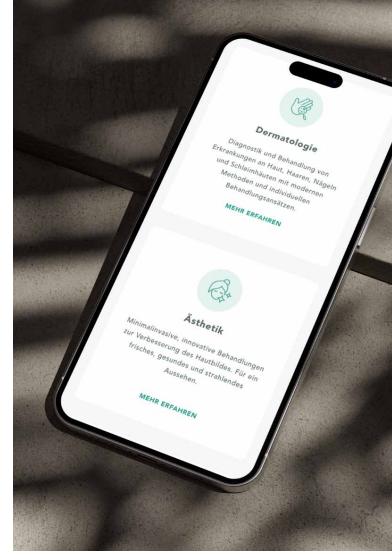 Dermatologie
Diagnostik und Behandlung von
Erkrankungen an Haut, Haaren, Nägeln
und Schleimhäuten mit modernen
Methoden und individuellen
Behandlungsansätzen.
MEHR ERFAHREN
Ästhetik
Minimalinvasive, innovative Behandlungen
zur Verbesserung des Hautbildes. Für ein
frisches, gesundes und strahlendes
Aussehen.
MEHR ERFAHREN